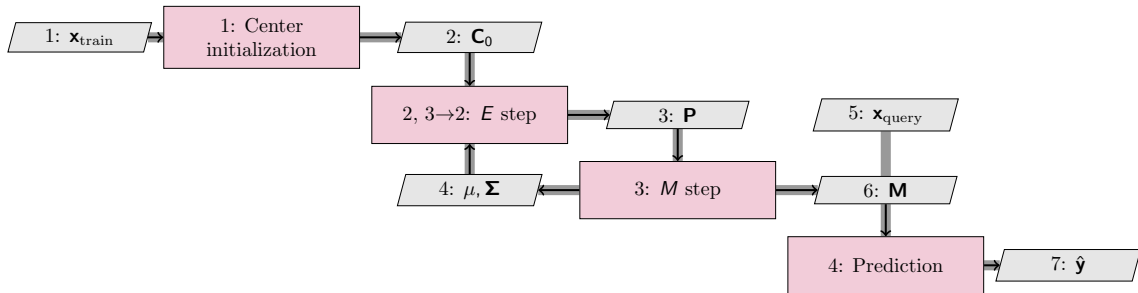 1: x_train
1: Center
initialization
2: C₀
2, 3→2: E step
3: P
5: x_query
4: μ, Σ
3: M step
6: M
4: Prediction
7: ŷ